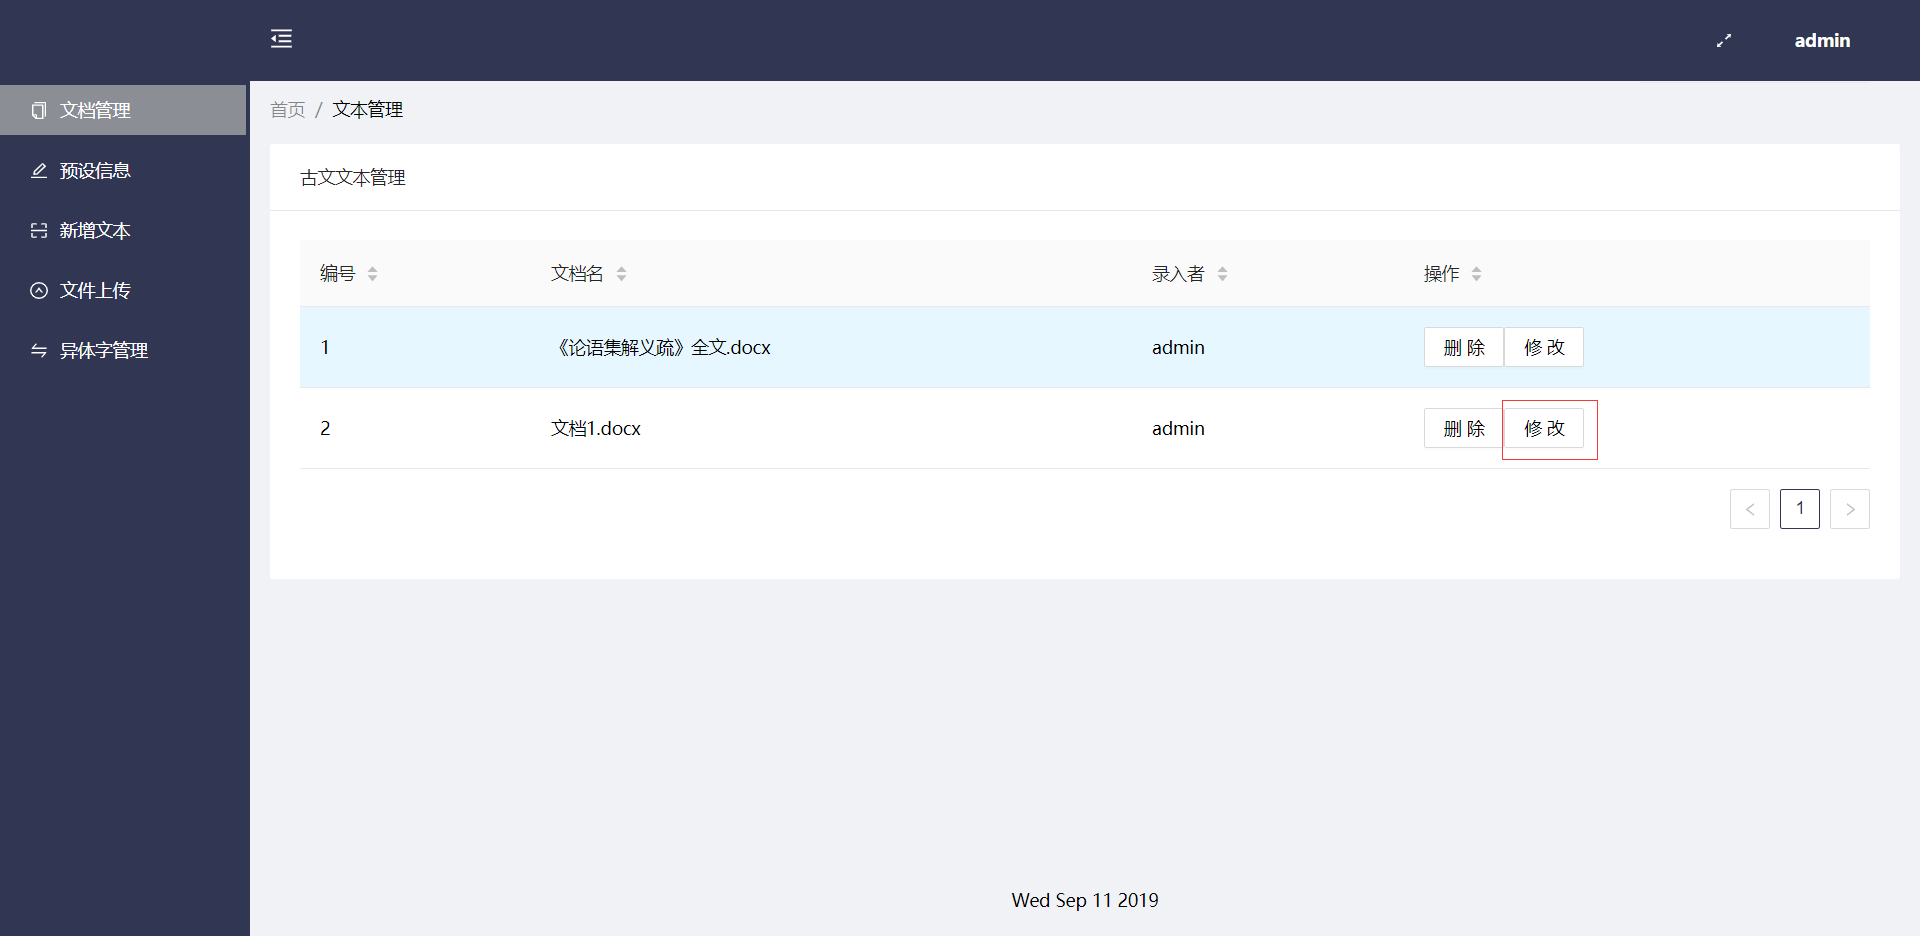 admin
文档管理
预设信息
新增文本
文件上传
异体字管理
首页 / 文本管理
古文文本管理
编号 文档名 录入者 操作
1 《论语集解义疏》全文.docx admin 删 除 修 改
2 文档1.docx admin 删 除 修 改
< 1 >
Wed Sep 11 2019